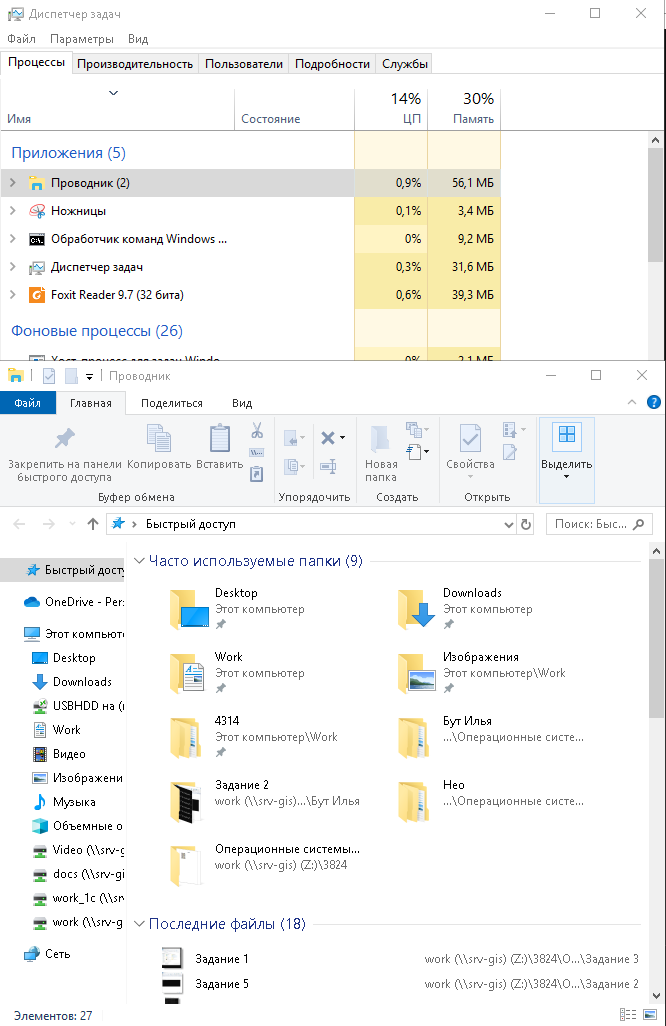 Диспетчер задач
Файл Параметры Вид
Процессы Производительность Пользователи Подробности Службы
14% 30%
Имя Состояние ЦП Память
Приложения (5)
Проводник (2) 0,9% 56,1 МБ
Ножницы 0,1% 3,4 МБ
Обработчик команд Windows ... 0% 9,2 МБ
Диспетчер задач 0,3% 31,6 МБ
Foxit Reader 9.7 (32 бита) 0,6% 39,3 МБ
Фоновые процессы (26)
Хост-процесс для задач Windo... 0% 3,1 МБ
Проводник
Файл Главная Поделиться Вид
Закрепить на панели быстрого доступа Копировать Вставить Новая папка Свойства Выделить
Буфер обмена Упорядочить Создать Открыть
Быстрый доступ Поиск: Быс...
Быстрый досту
OneDrive - Pers
Этот компьюте
Desktop
Downloads
USBHDD на (
Work
Видео
Изображени
Музыка
Объемные о
Video (\\srv-g
docs (\\srv-gi
work_1c (\\srv
work (\\srv-g
Сеть
Часто используемые папки (9)
Desktop
Этот компьютер
Downloads
Этот компьютер
Work
Этот компьютер
Изображения
Этот компьютер\Work
4314
Этот компьютер\Work
Бут Илья
...\Операционные систе...
Задание 2
work (\\srv-gis)...\Бут Илья
Нео
...\Операционные систе...
Операционные системы...
work (\\srv-gis) (Z:)\3824
Последние файлы (18)
Задание 1 work (\\srv-gis) (Z:)\3824\О...\Задание 3
Задание 5 work (\\srv-gis) (Z:)\3824\О...\Задание 2
Элементов: 27